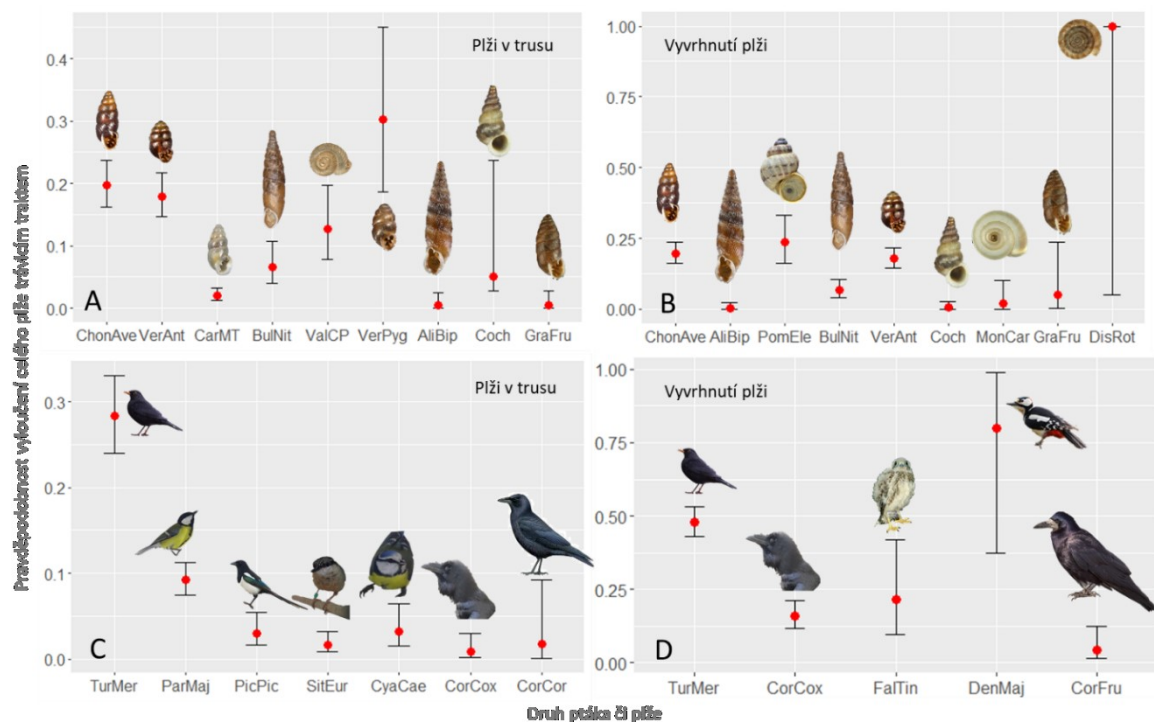 Pravděpodobnost vyloučení celého plže trávicím traktem
Plži v trusu
0.4
0.3
0.2
0.1
0.0
A
ChonAve VerAnt CarMT BulNit ValCP VerPyg AliBip Coch GraFru
Vyvrhnutí plži
1.00
0.75
0.50
0.25
0.00
B
ChonAve AliBip PomEle BulNit VerAnt Coch MonCar GraFru DisRot
Plži v trusu
0.3
0.2
0.1
0.0
C
TurMer ParMaj PicPic SitEur CyaCae CorCox CorCor
Vyvrhnutí plži
1.00
0.75
0.50
0.25
0.00
D
TurMer CorCox FalTin DenMaj CorFru
Druh ptáka či plže